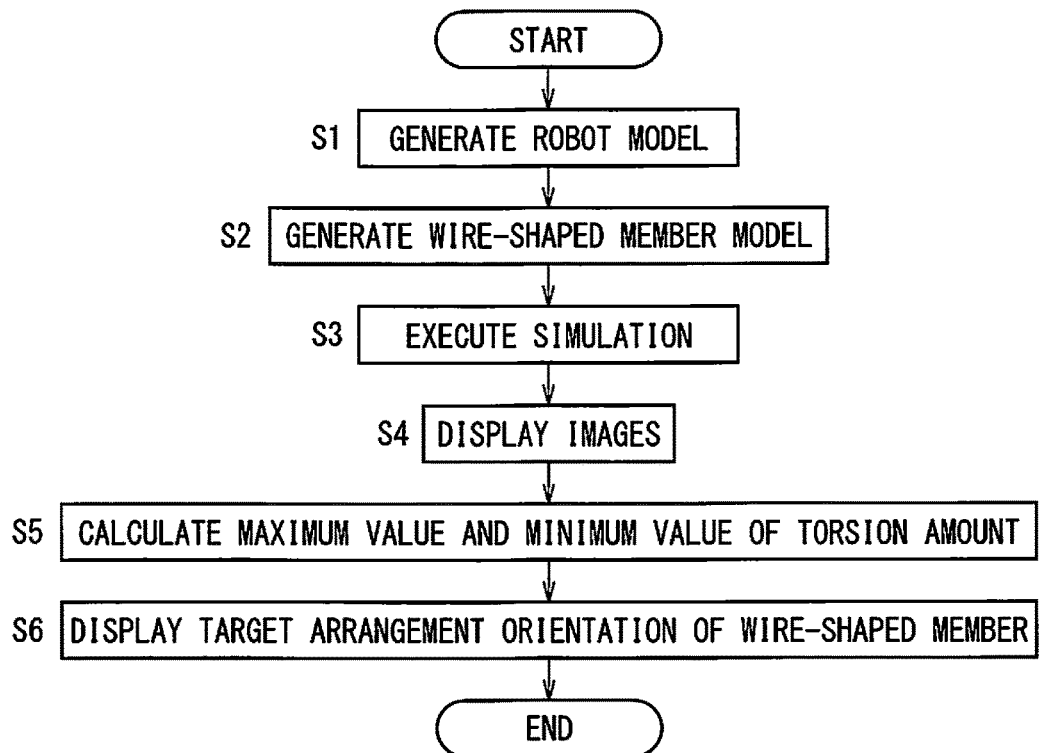 START
S1 GENERATE ROBOT MODEL
S2 GENERATE WIRE-SHAPED MEMBER MODEL
S3 EXECUTE SIMULATION
S4 DISPLAY IMAGES
S5 CALCULATE MAXIMUM VALUE AND MINIMUM VALUE OF TORSION AMOUNT
S6 DISPLAY TARGET ARRANGEMENT ORIENTATION OF WIRE-SHAPED MEMBER
END